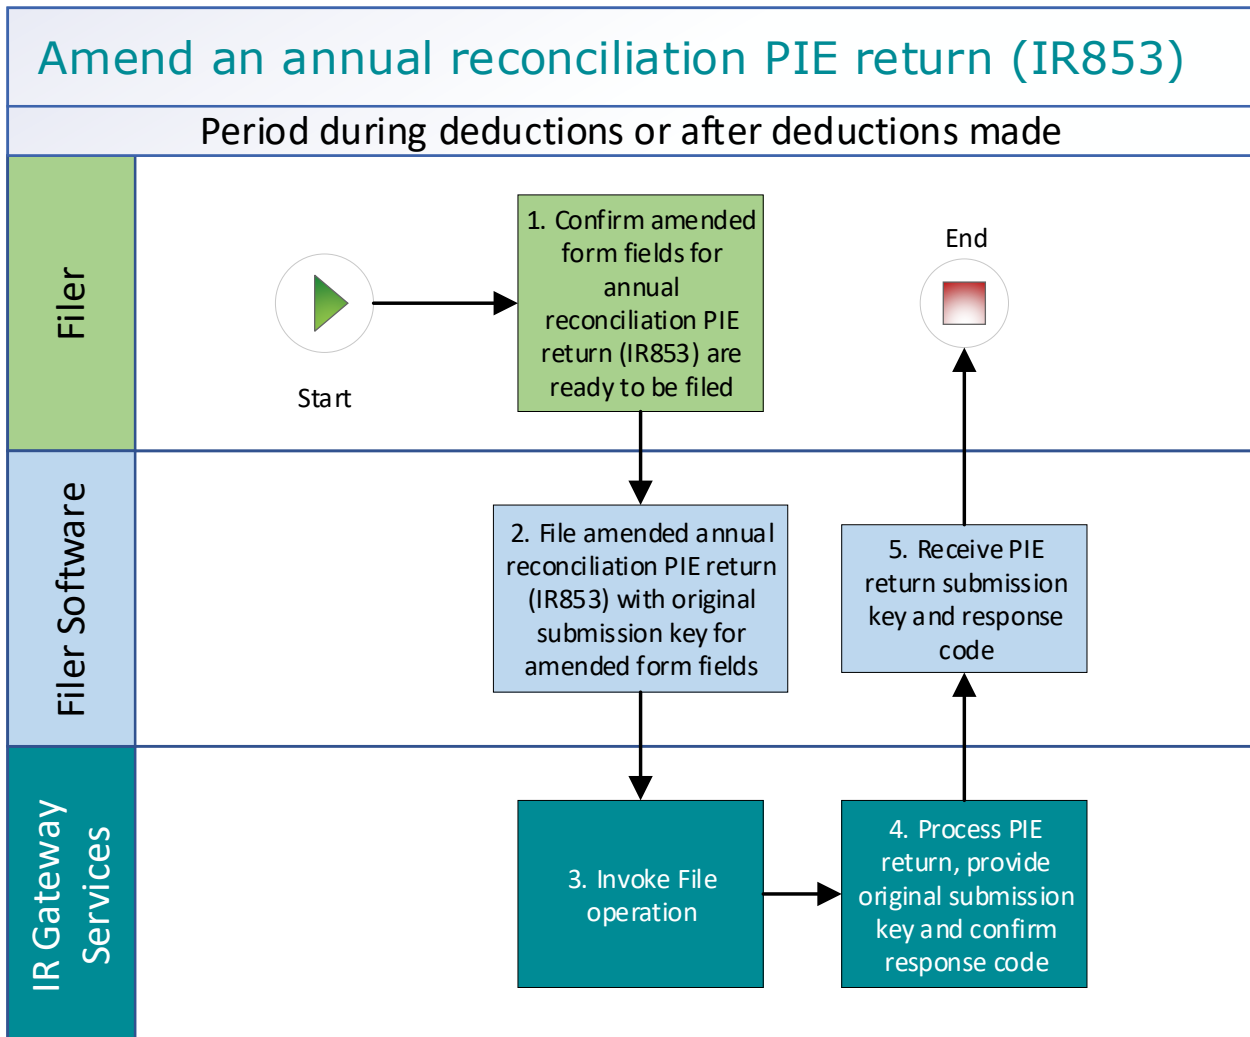 Amend an annual reconciliation PIE return (IR853)
Period during deductions or after deductions made
Filer
Start
1. Confirm amended
form fields for
annual
reconciliation PIE
return (IR853) are
ready to be filed
End
Filer Software
2. File amended annual
reconciliation PIE return
(IR853) with original
submission key for
amended form fields
5. Receive PIE
return submission
key and response
code
IR Gateway
Services
3. Invoke File
operation
4. Process PIE
return, provide
original submission
key and confirm
response code